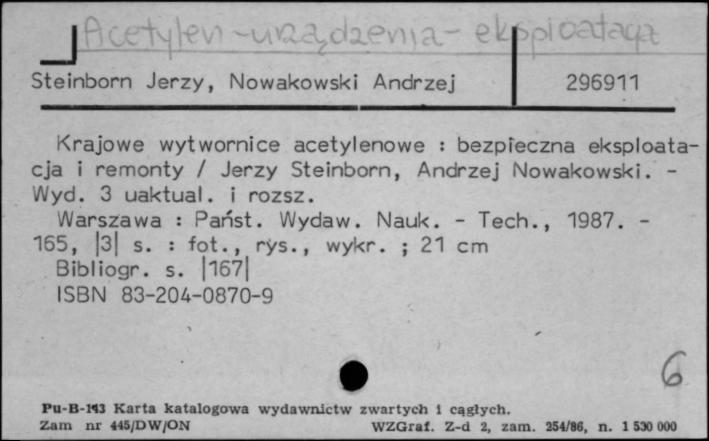 Acetylen-urządzenia-eksploatacja
Steinborn Jerzy, Nowakowski Andrzej 296911
Krajowe wytwornice acetylenowe : bezpieczna eksploata-
cja i remonty / Jerzy Steinborn, Andrzej Nowakowski. -
Wyd. 3 uaktual. i rozsz.
Warszawa : Państ. Wydaw. Nauk. - Tech., 1987. -
165, |3| s. : fot., rys., wykr. ; 21 cm
Bibliogr. s. |167|
ISBN 83-204-0870-9
6
Pu-B-143 Karta katalogowa wydawnictw zwartych i ciągłych.
Zam nr 445/DW/ON WZGraf. Z-d 2, zam. 254/86, n. 1 530 000